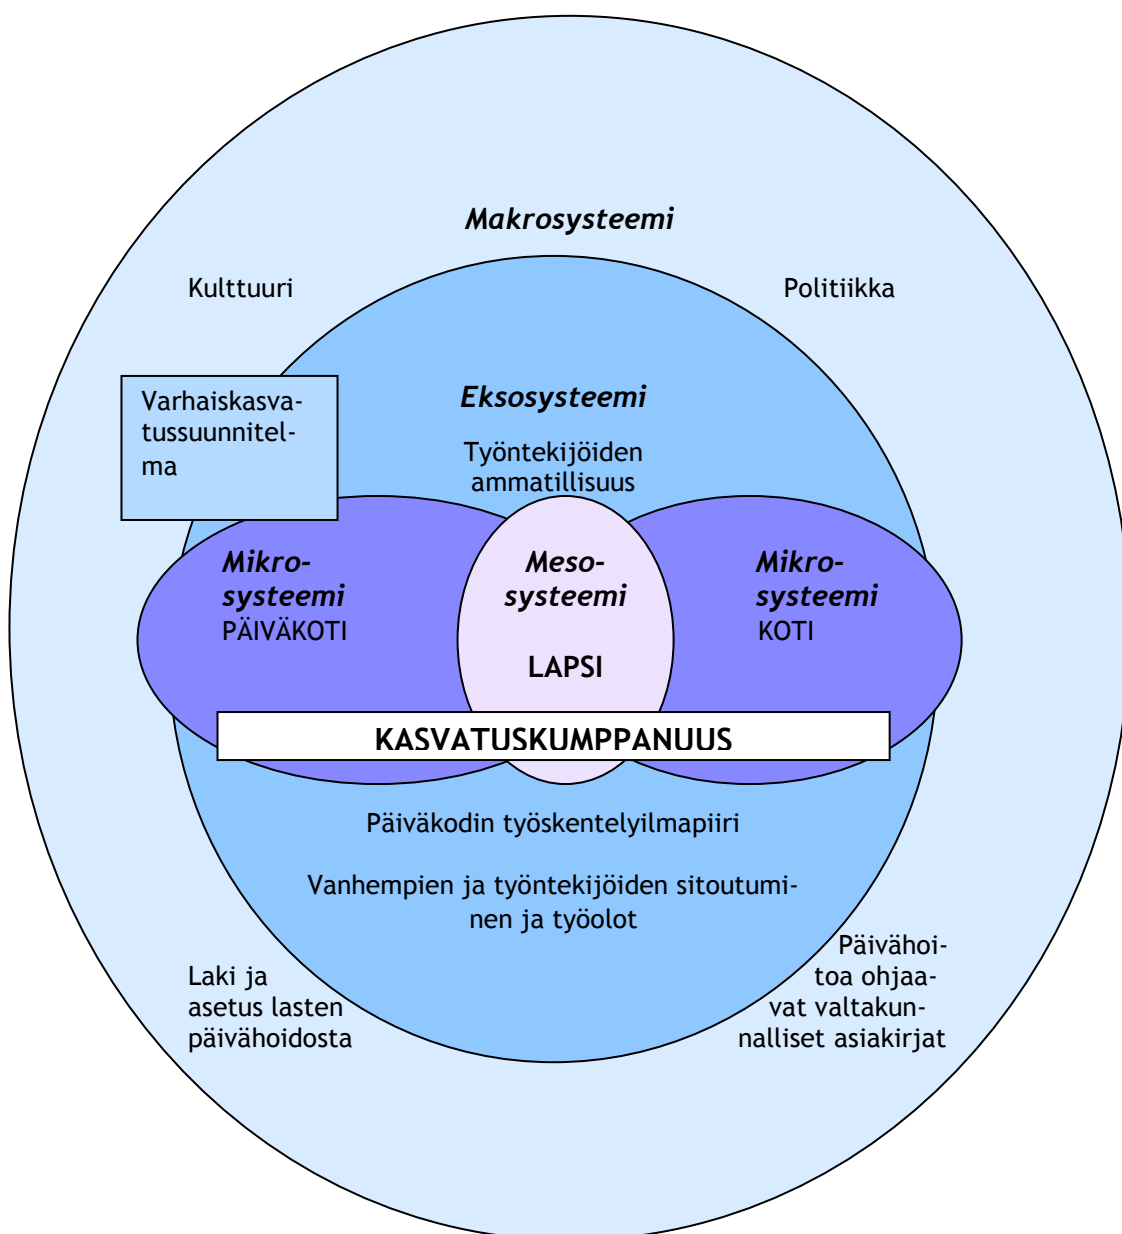 Makrosysteemi
Kulttuuri
Politiikka
Varhaiskasva-
tussuunnitel-
ma
Eksosysteemi
Työntekijöiden
ammatillisuus
Mikro-
systeemi
PÄIVÄKOTI
Meso-
systeemi
LAPSI
Mikro-
systeemi
KOTI
KASVATUSKUMPPANUUS
Päiväkodin työskentelyilmapiiri
Vanhempien ja työntekijöiden sitoutumi-
nen ja työolot
Laki ja
asetus lasten
päivähoidosta
Päivähoi-
toa ohjaa-
vat valtakun-
nalliset asiakirjat